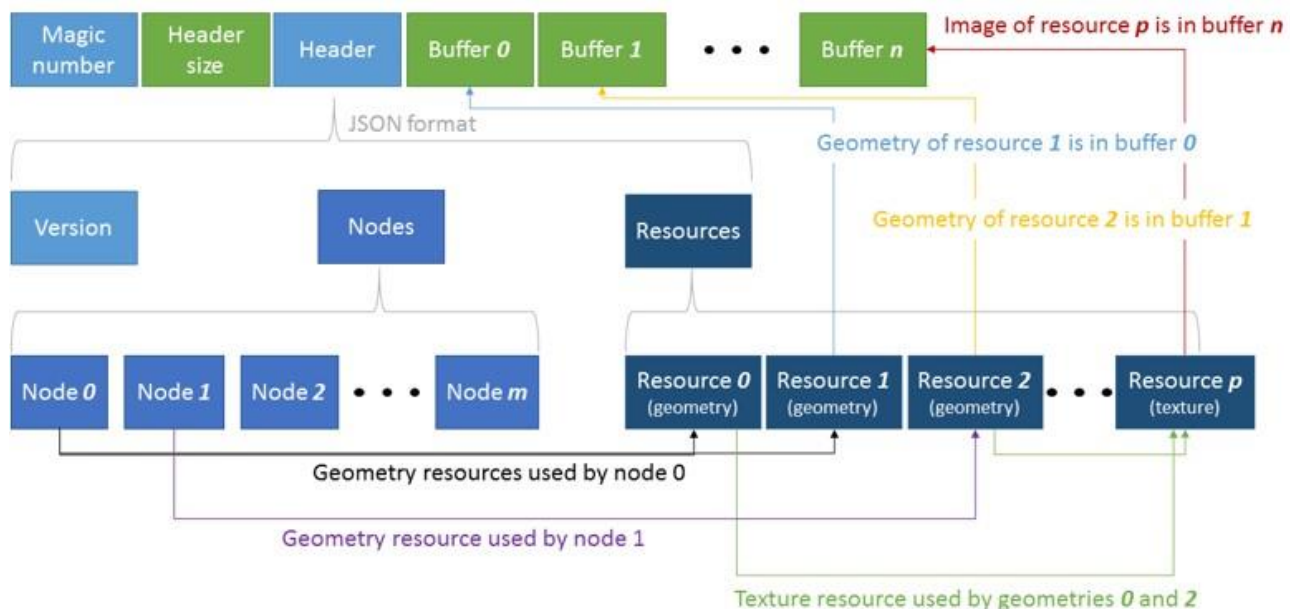 Magic
number
Header
size
Header
Buffer 0
Buffer 1
Buffer n
Image of resource p is in buffer n
JSON format
Geometry of resource 1 is in buffer 0
Version
Nodes
Resources
Geometry of resource 2 is in buffer 1
Node 0
Node 1
Node 2
Node m
Resource 0
(geometry)
Resource 1
(geometry)
Resource 2
(geometry)
Resource p
(texture)
Geometry resources used by node 0
Geometry resource used by node 1
Texture resource used by geometries 0 and 2